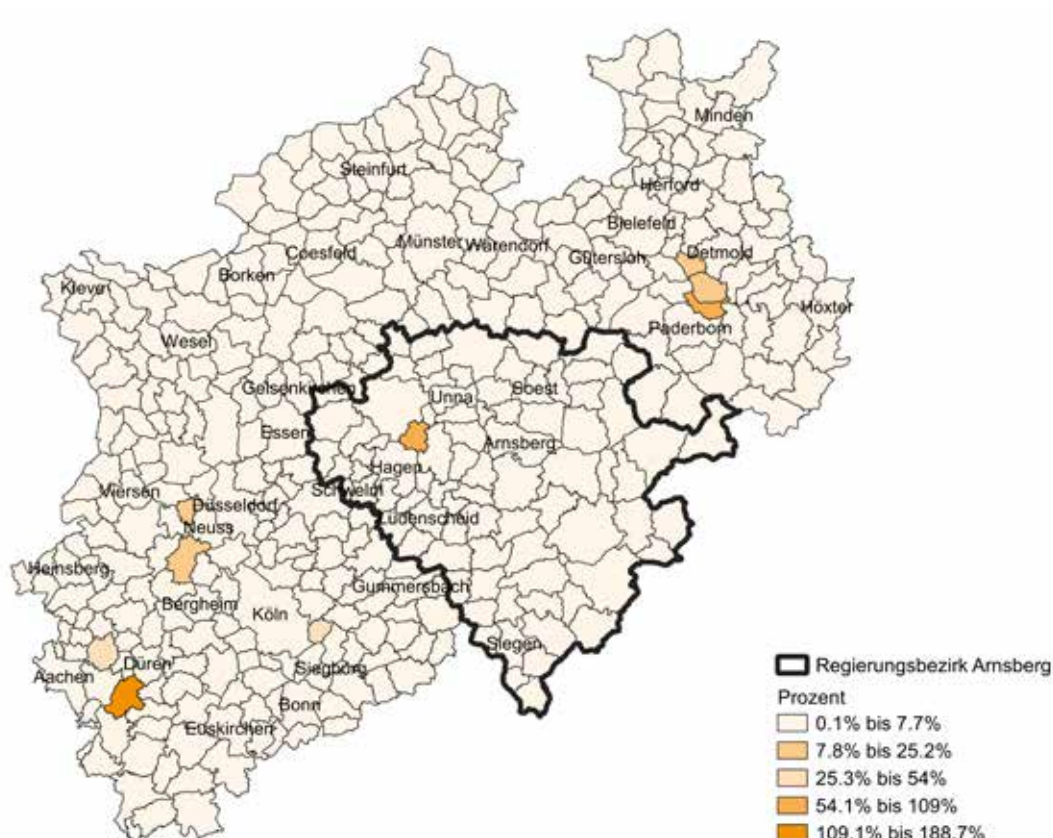 Minden
Steinfurt
Herford
Bielefeld
Coesfeld
Münster
Warendorf
Gütersloh
Detmold
Borken
Kleve
Höxter
Paderborn
Wesel
Gelsenkirchen
Unna
Soest
Essen
Arnsberg
Hagen
Schwelm
Viersen
Düsseldorf
Neuss
Lüdenscheid
Heinsberg
Gummersbach
Bergheim
Köln
Siegen
Düren
Aachen
Siegburg
Bonn
Euskirchen
Regierungsbezirk Arnsberg
Prozent
0.1% bis 7.7%
7.8% bis 25.2%
25.3% bis 54%
54.1% bis 109%
109.1% bis 188.7%